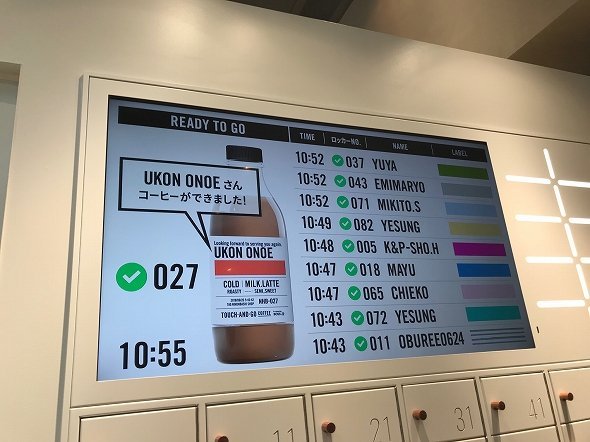 READY TO GO
TIME ロッカーNO. NAME LABEL
UKON ONOE さん
コーヒーができました!
027
10:55
Looking forward to serving you again.
UKON ONOE
COLD MILK.LATTE
ROASTY SEMI_SWEET
NHB-027
TOUCH-AND-GO COFFEE
10:52 037 YUYA
10:52 043 EMIMARYO
10:52 071 MIKITO.S
10:49 082 YESUNG
10:48 005 K&P-SHO.H
10:47 018 MAYU
10:47 065 CHIEKO
10:43 072 YESUNG
10:43 011 OBUREE0624
11
21
31
41
51